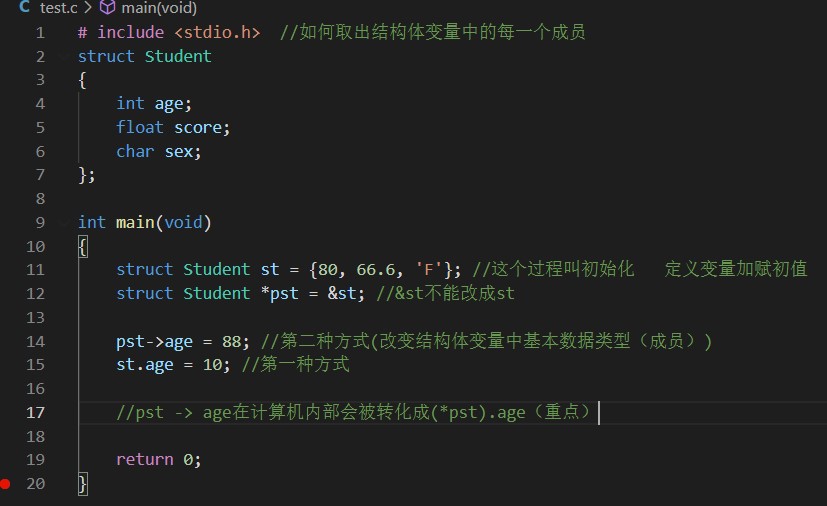 C test.c > main(void)
1 # include <stdio.h> //如何取出结构体变量中的每一个成员
2 struct Student
3 {
4 int age;
5 float score;
6 char sex;
7 };
8
9 int main(void)
10 {
11 struct Student st = {80, 66.6, 'F'}; //这个过程叫初始化 定义变量加赋初值
12 struct Student *pst = &st; //&st不能改成st
13
14 pst->age = 88; //第二种方式(改变结构体变量中基本数据类型（成员）)
15 st.age = 10; //第一种方式
16
17 //pst -> age在计算机内部会被转化成(*pst).age（重点）
18
19 return 0;
20 }